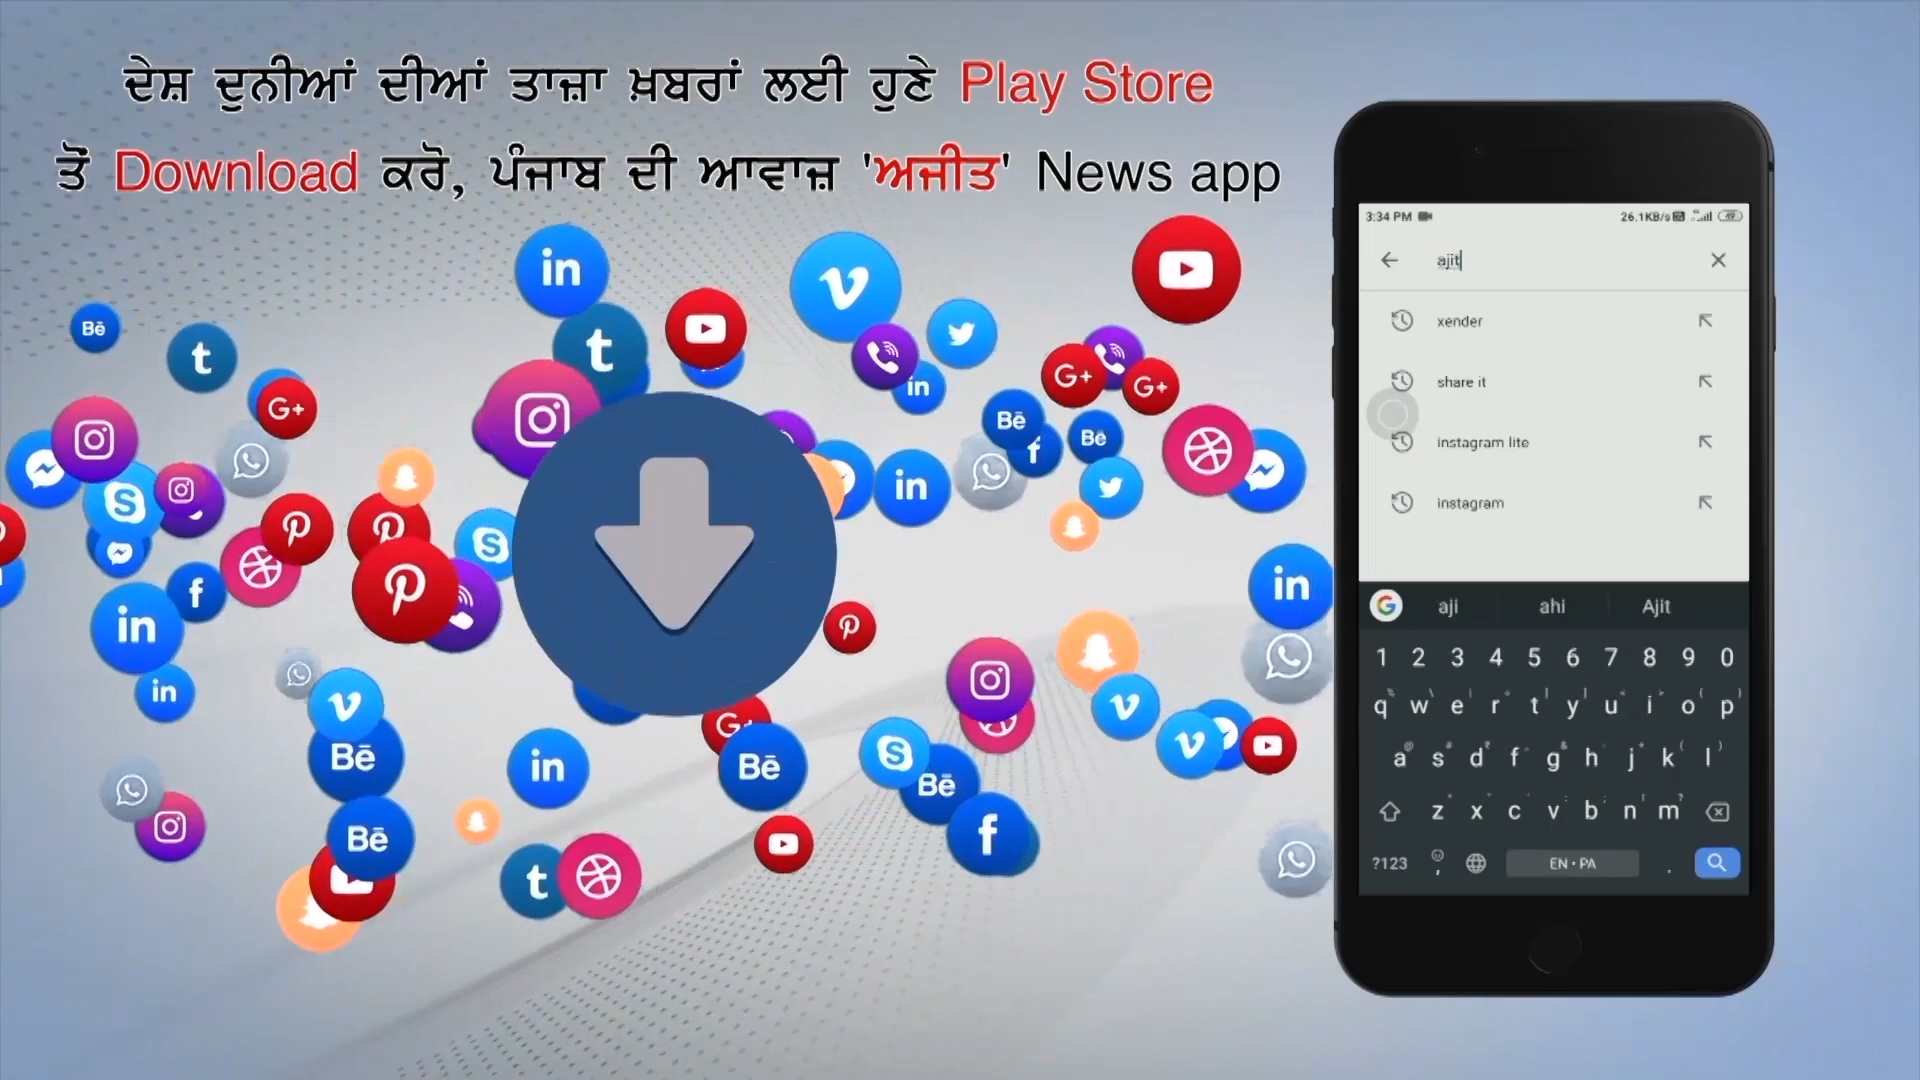 ਦੇਸ਼ ਦੁਨੀਆਂ ਦੀਆਂ ਤਾਜ਼ਾ ਖ਼ਬਰਾਂ ਲਈ ਹੁਣੇ Play Store
ਤੋਂ Download ਕਰੋ, ਪੰਜਾਬ ਦੀ ਆਵਾਜ਼ 'ਅਜੀਤ' News app
3:34 PM 26.1KB/s 49
ajit
xender
share it
instagram lite
instagram
aji ahi Ajit
1 2 3 4 5 6 7 8 9 0
q w e r t y u i o p
a s d f g h j k l
z x c v b n m
?123 , EN • PA .